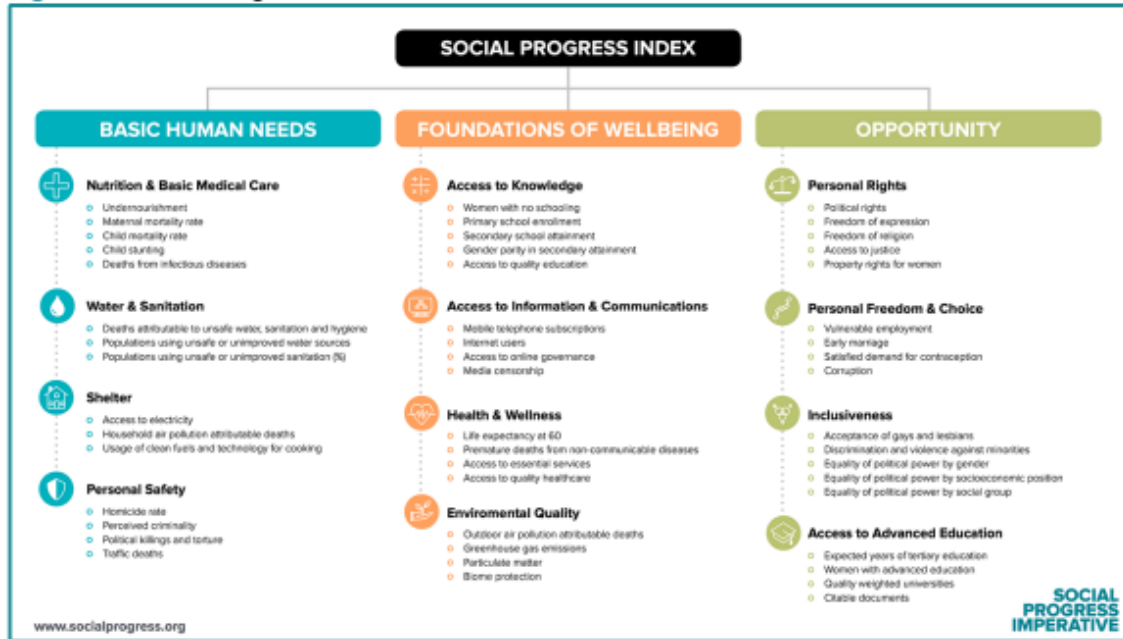 SOCIAL PROGRESS INDEX
BASIC HUMAN NEEDS
Nutrition & Basic Medical Care
Undernourishment
Maternal mortality rate
Child mortality rate
Child stunting
Deaths from infectious diseases
Water & Sanitation
Deaths attributable to unsafe water, sanitation and hygiene
Populations using unsafe or unimproved water sources
Populations using unsafe or unimproved sanitation (%)
Shelter
Access to electricity
Household air pollution attributable deaths
Usage of clean fuels and technology for cooking
Personal Safety
Homicide rate
Perceived criminality
Political killings and torture
Traffic deaths
FOUNDATIONS OF WELLBEING
Access to Knowledge
Women with no schooling
Primary school enrollment
Secondary school attainment
Gender parity in secondary attainment
Access to quality education
Access to Information & Communications
Mobile telephone subscriptions
Internet users
Access to online governance
Media censorship
Health & Wellness
Life expectancy at 60
Premature deaths from non-communicable diseases
Access to essential services
Access to quality healthcare
Enviromental Quality
Outdoor air pollution attributable deaths
Greenhouse gas emissions
Particulate matter
Biome protection
OPPORTUNITY
Personal Rights
Political rights
Freedom of expression
Freedom of religion
Access to justice
Property rights for women
Personal Freedom & Choice
Vulnerable employment
Early marriage
Satisfied demand for contraception
Corruption
Inclusiveness
Acceptance of gays and lesbians
Discrimination and violence against minorities
Equality of political power by gender
Equality of political power by socioeconomic position
Equality of political power by social group
Access to Advanced Education
Expected years of tertiary education
Women with advanced education
Quality weighted universities
Citable documents
www.socialprogress.org
SOCIAL
PROGRESS
IMPERATIVE